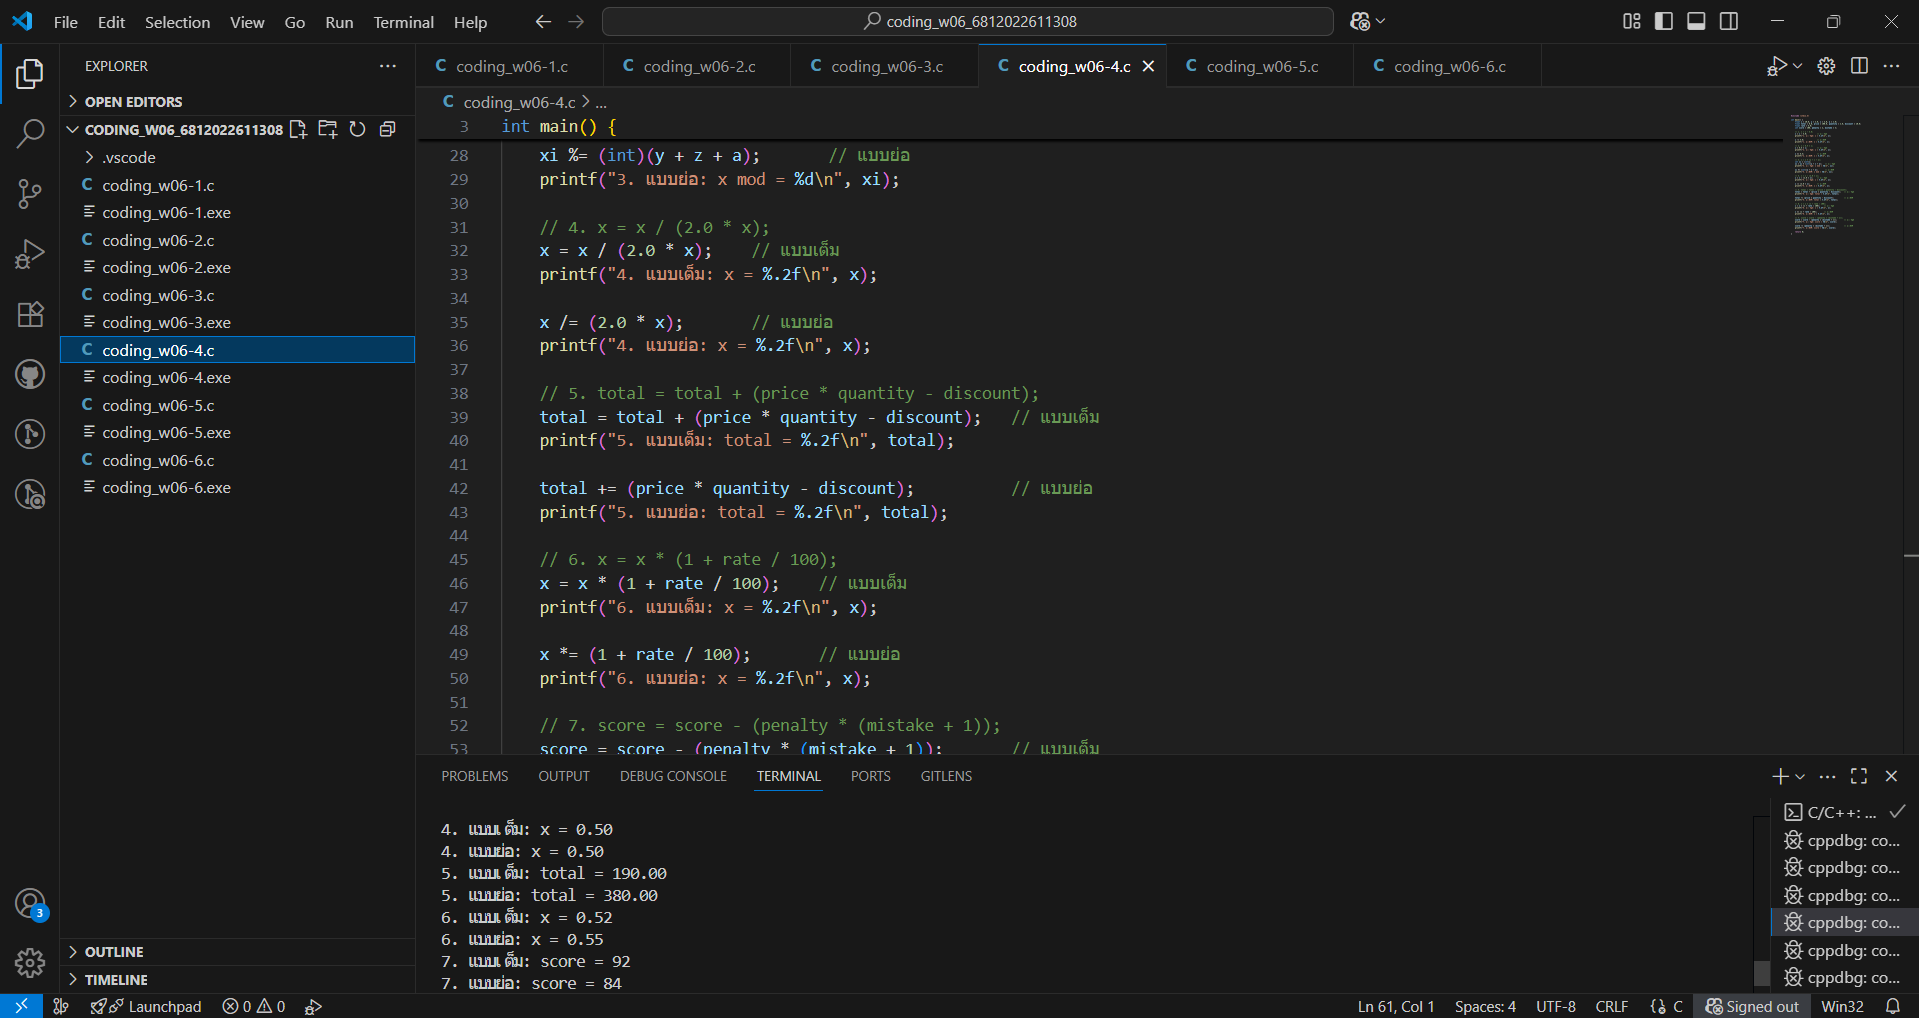 File Edit Selection View Go Run Terminal Help
coding_w06_6812022611308
EXPLORER
OPEN EDITORS
CODING_W06_6812022611308
.vscode
C coding_w06-1.c
coding_w06-1.exe
C coding_w06-2.c
coding_w06-2.exe
C coding_w06-3.c
coding_w06-3.exe
C coding_w06-4.c
coding_w06-4.exe
C coding_w06-5.c
coding_w06-5.exe
C coding_w06-6.c
coding_w06-6.exe
OUTLINE
TIMELINE
3
C coding_w06-1.c C coding_w06-2.c C coding_w06-3.c C coding_w06-4.c C coding_w06-5.c C coding_w06-6.c
C coding_w06-4.c > ...
3 int main() {
28 xi %= (int)(y + z + a); // แบบย่อ
29 printf("3. แบบย่อ: x mod = %d\n", xi);
30
31 // 4. x = x / (2.0 * x);
32 x = x / (2.0 * x); // แบบเต็ม
33 printf("4. แบบเต็ม: x = %.2f\n", x);
34
35 x /= (2.0 * x); // แบบย่อ
36 printf("4. แบบย่อ: x = %.2f\n", x);
37
38 // 5. total = total + (price * quantity - discount);
39 total = total + (price * quantity - discount); // แบบเต็ม
40 printf("5. แบบเต็ม: total = %.2f\n", total);
41
42 total += (price * quantity - discount); // แบบย่อ
43 printf("5. แบบย่อ: total = %.2f\n", total);
44
45 // 6. x = x * (1 + rate / 100);
46 x = x * (1 + rate / 100); // แบบเต็ม
47 printf("6. แบบเต็ม: x = %.2f\n", x);
48
49 x *= (1 + rate / 100); // แบบย่อ
50 printf("6. แบบย่อ: x = %.2f\n", x);
51
52 // 7. score = score - (penalty * (mistake + 1));
53 score = score - (penalty * (mistake + 1)); // แบบเต็ม
PROBLEMS OUTPUT DEBUG CONSOLE TERMINAL PORTS GITLENS
4. แบบเต็ม: x = 0.50
4. แบบย่อ: x = 0.50
5. แบบเต็ม: total = 190.00
5. แบบย่อ: total = 380.00
6. แบบเต็ม: x = 0.52
6. แบบย่อ: x = 0.55
7. แบบเต็ม: score = 92
7. แบบย่อ: score = 84
C/C++: ...
cppdbg: co...
cppdbg: co...
cppdbg: co...
cppdbg: co...
cppdbg: co...
cppdbg: co...
Launchpad 0 0 Ln 61, Col 1 Spaces: 4 UTF-8 CRLF {} C Signed out Win32